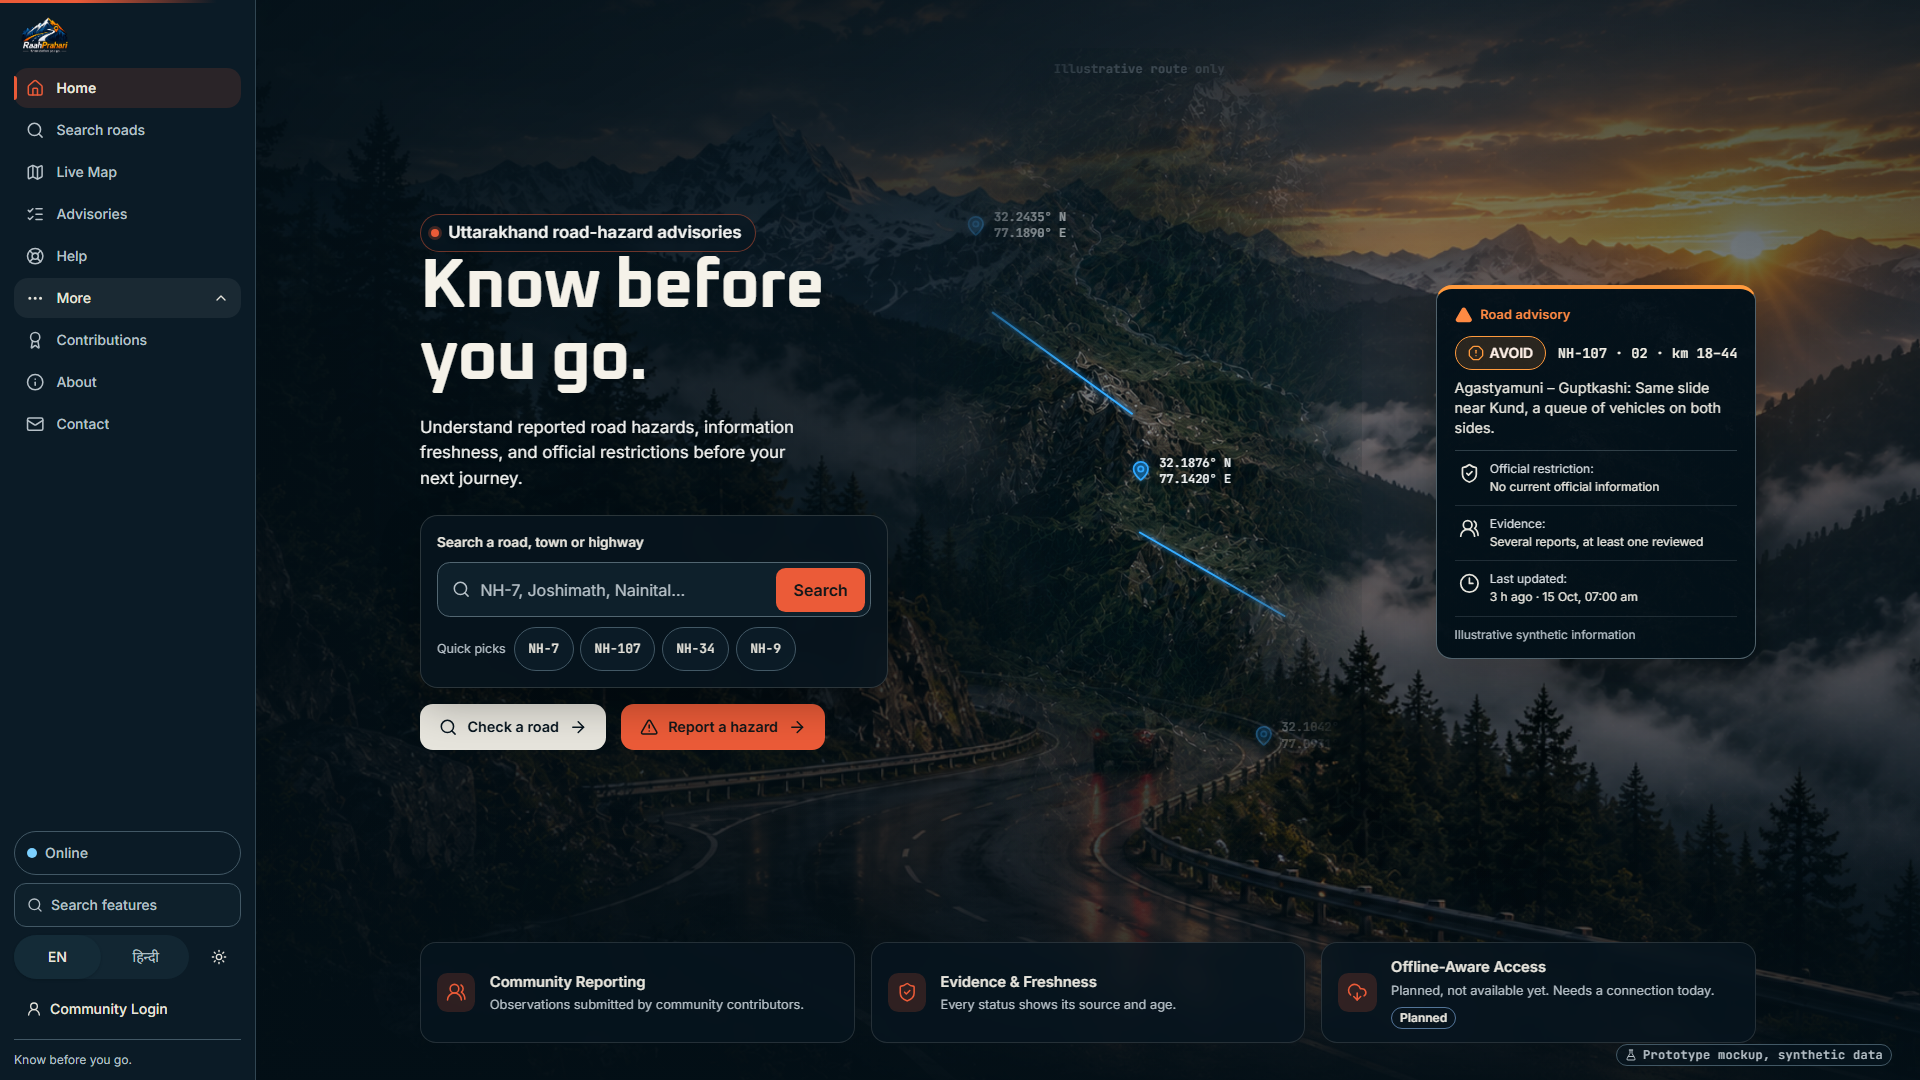 RaahPrahari
Home
Search roads
Live Map
Advisories
Help
More
Contributions
About
Contact
Online
Search features
EN
हिन्दी
Community Login
Know before you go.
Illustrative route only
32.2435° N
77.1890° E
Uttarakhand road-hazard advisories
Know before
you go.
Understand reported road hazards, information
freshness, and official restrictions before your
next journey.
Search a road, town or highway
NH-7, Joshimath, Nainital...
Search
Quick picks
NH-7
NH-107
NH-34
NH-9
Check a road
Report a hazard
32.1876° N
77.1420° E
Road advisory
AVOID
NH-107 · 02 · km 18–44
Agastyamuni – Guptkashi: Same slide
near Kund, a queue of vehicles on both
sides.
Official restriction:
No current official information
Evidence:
Several reports, at least one reviewed
Last updated:
3 h ago · 15 Oct, 07:00 am
Illustrative synthetic information
Community Reporting
Observations submitted by community contributors.
Evidence & Freshness
Every status shows its source and age.
Offline-Aware Access
Planned, not available yet. Needs a connection today.
Planned
Prototype mockup, synthetic data